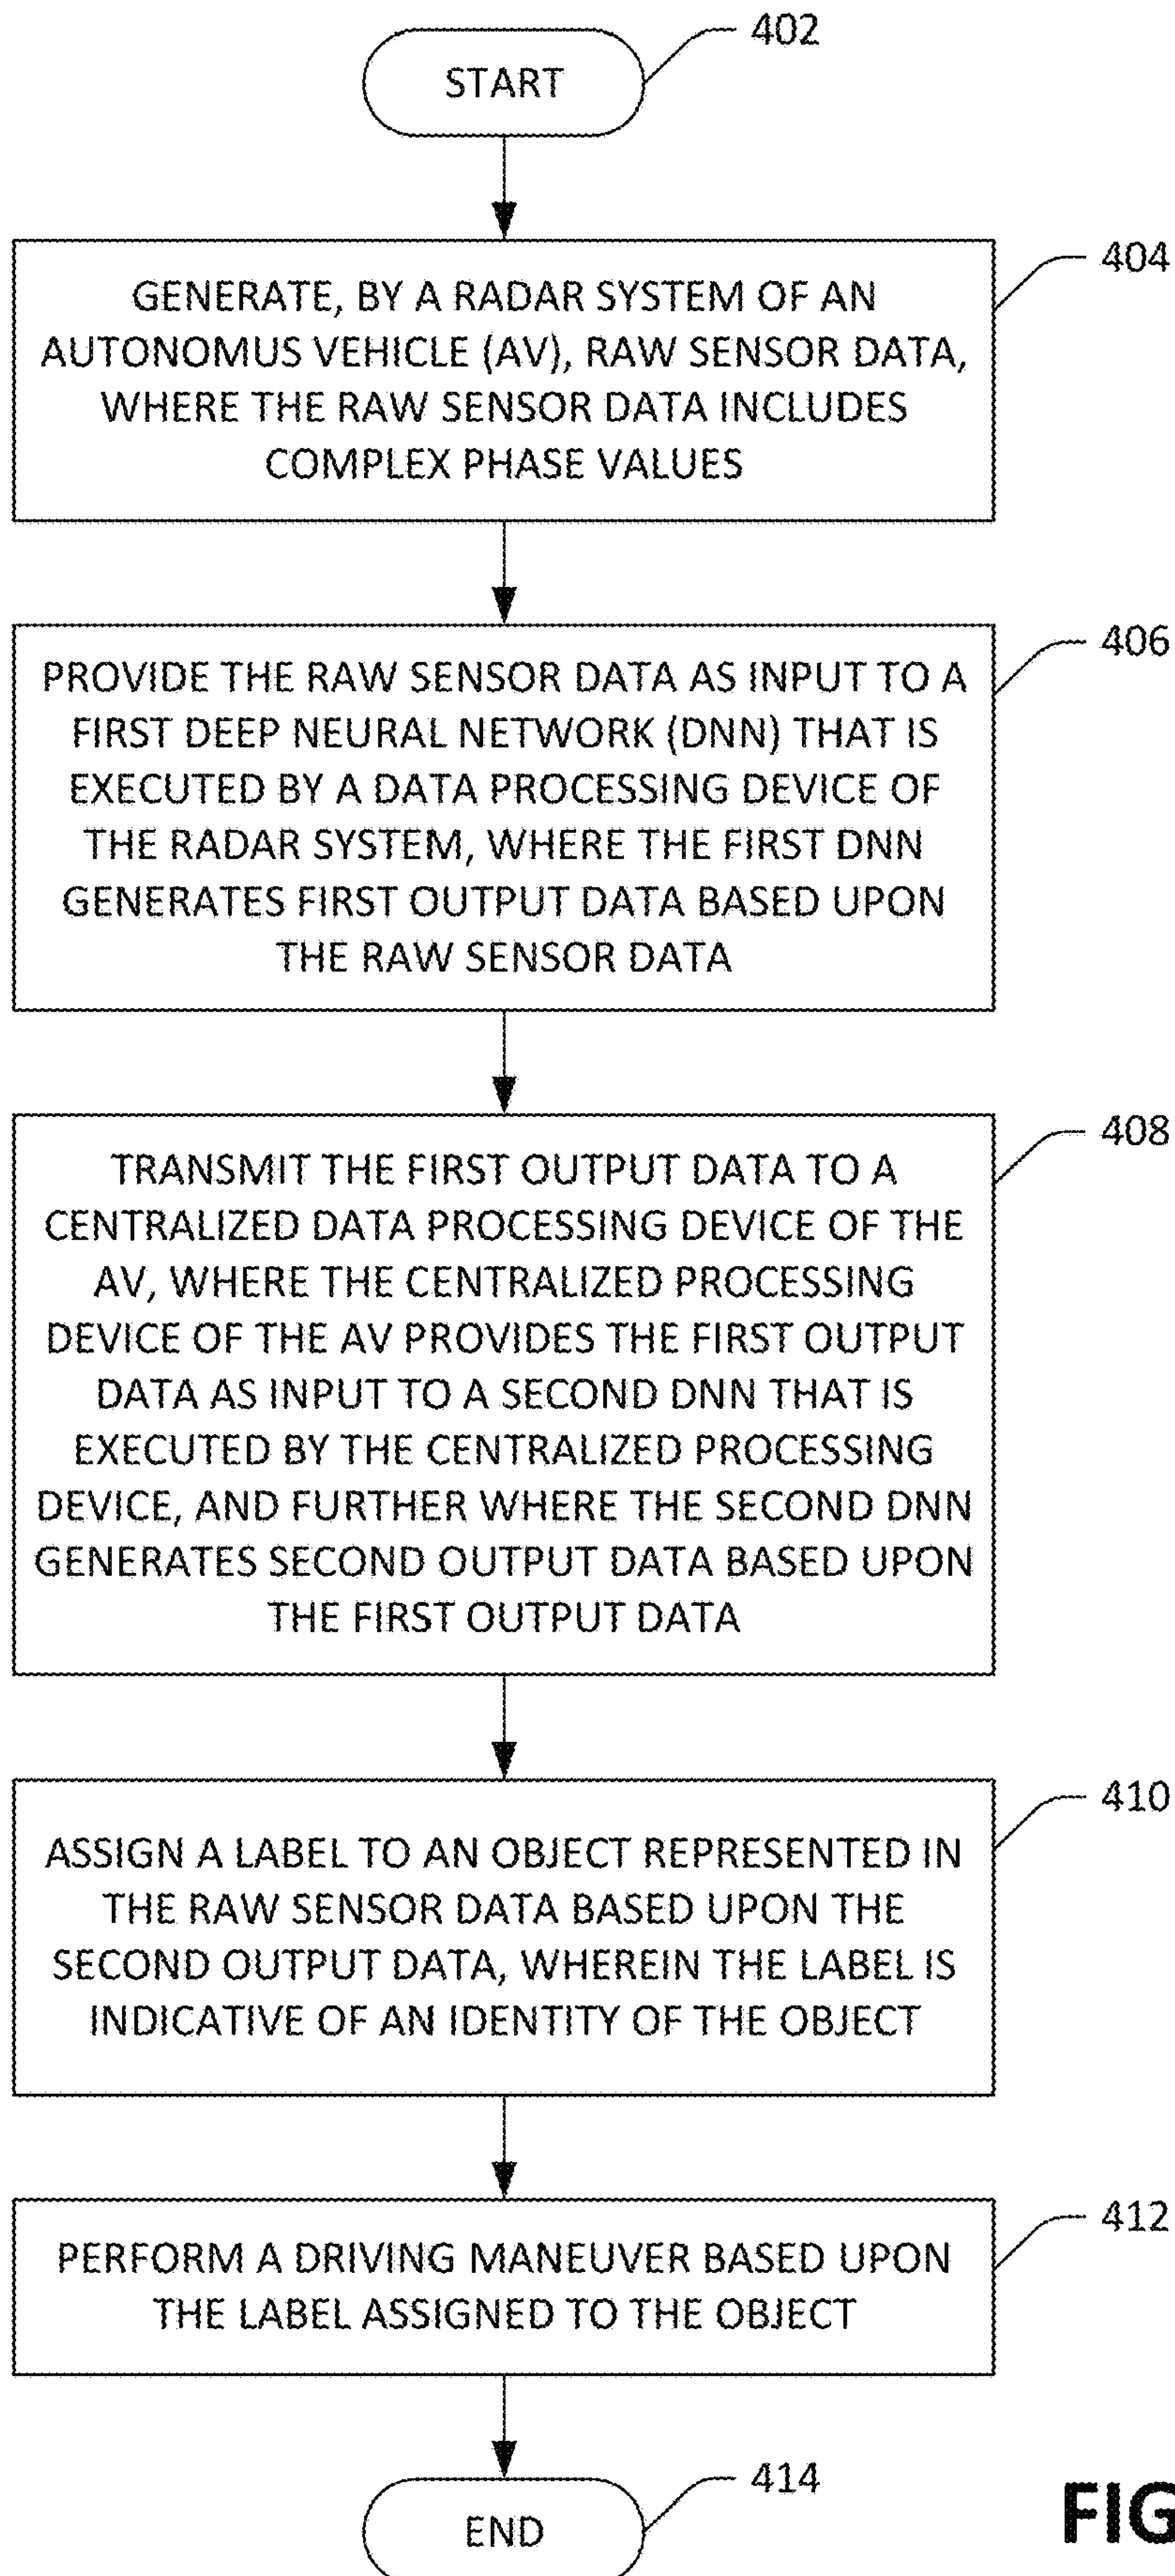 402
START
404
GENERATE, BY A RADAR SYSTEM OF AN
AUTONOMUS VEHICLE (AV), RAW SENSOR DATA,
WHERE THE RAW SENSOR DATA INCLUDES
COMPLEX PHASE VALUES
406
PROVIDE THE RAW SENSOR DATA AS INPUT TO A
FIRST DEEP NEURAL NETWORK (DNN) THAT IS
EXECUTED BY A DATA PROCESSING DEVICE OF
THE RADAR SYSTEM, WHERE THE FIRST DNN
GENERATES FIRST OUTPUT DATA BASED UPON
THE RAW SENSOR DATA
408
TRANSMIT THE FIRST OUTPUT DATA TO A
CENTRALIZED DATA PROCESSING DEVICE OF THE
AV, WHERE THE CENTRALIZED PROCESSING
DEVICE OF THE AV PROVIDES THE FIRST OUTPUT
DATA AS INPUT TO A SECOND DNN THAT IS
EXECUTED BY THE CENTRALIZED PROCESSING
DEVICE, AND FURTHER WHERE THE SECOND DNN
GENERATES SECOND OUTPUT DATA BASED UPON
THE FIRST OUTPUT DATA
410
ASSIGN A LABEL TO AN OBJECT REPRESENTED IN
THE RAW SENSOR DATA BASED UPON THE
SECOND OUTPUT DATA, WHEREIN THE LABEL IS
INDICATIVE OF AN IDENTITY OF THE OBJECT
412
PERFORM A DRIVING MANEUVER BASED UPON
THE LABEL ASSIGNED TO THE OBJECT
414
END
FIG